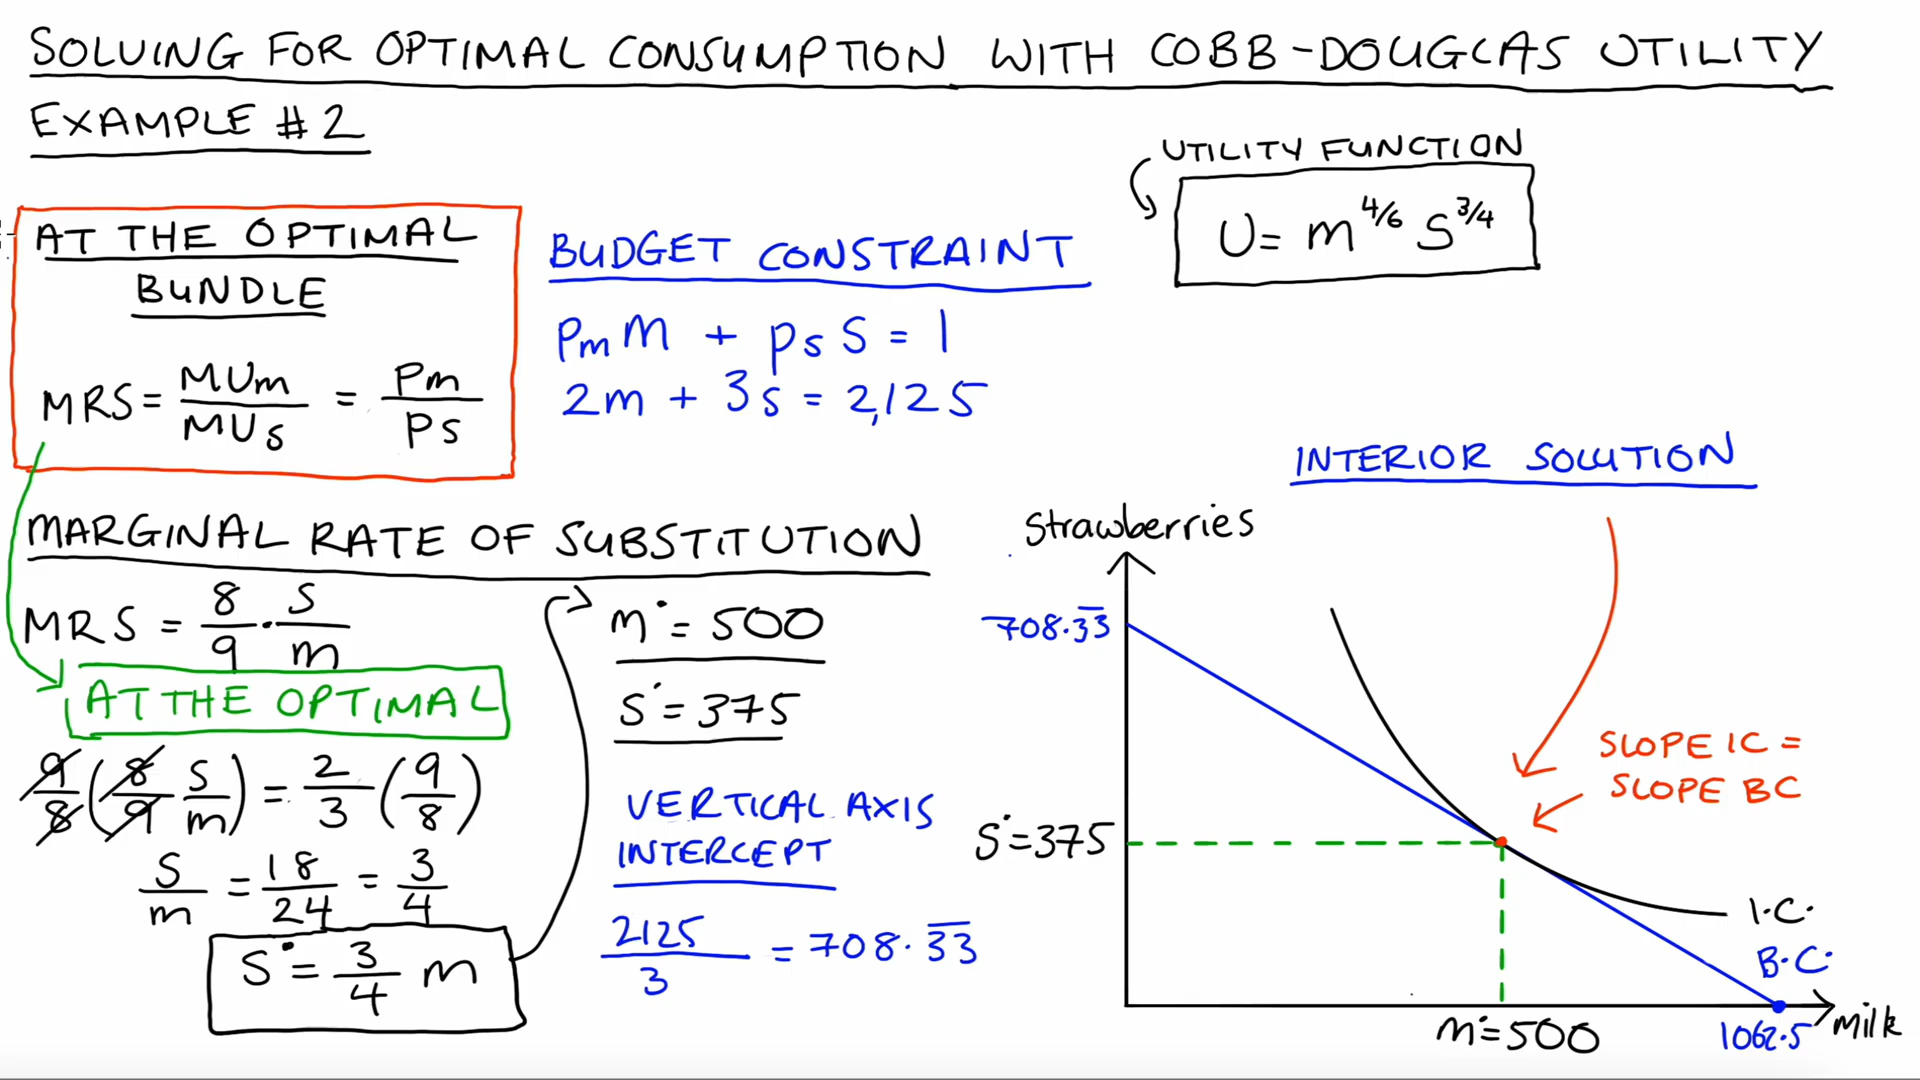 SOLVING FOR OPTIMAL CONSUMPTION WITH COBB-DOUGLAS UTILITY
EXAMPLE #2
UTILITY FUNCTION
U= m^4/6 S^3/4
AT THE OPTIMAL
BUNDLE
MRS= MUm/MUs = Pm/Ps
BUDGET CONSTRAINT
PmM + PsS = 1
2m + 3s = 2,125
MARGINAL RATE OF SUBSTITUTION
MRS = 8/9 · S/m
AT THE OPTIMAL
9/8 (8/9 S/m) = 2/3 (9/8)
S/m = 18/24 = 3/4
S* = 3/4 m
m* = 500
S* = 375
VERTICAL AXIS
INTERCEPT
2125/3 = 708.33
INTERIOR SOLUTION
Strawberries
708.33
SLOPE IC =
SLOPE BC
S*=375
I.C.
B.C.
m*=500
1062.5
Milk